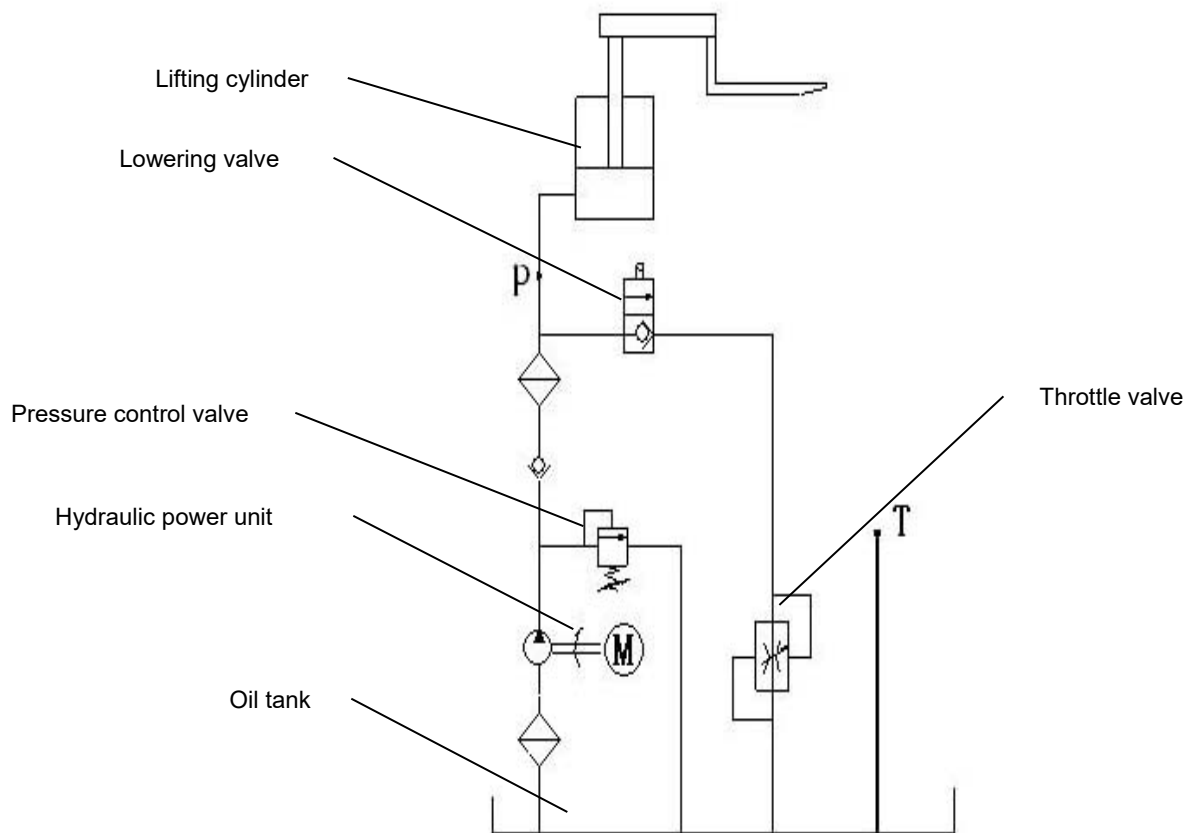 Lifting cylinder
Lowering valve
p
Pressure control valve
Throttle valve
Hydraulic power unit
T
M
Oil tank